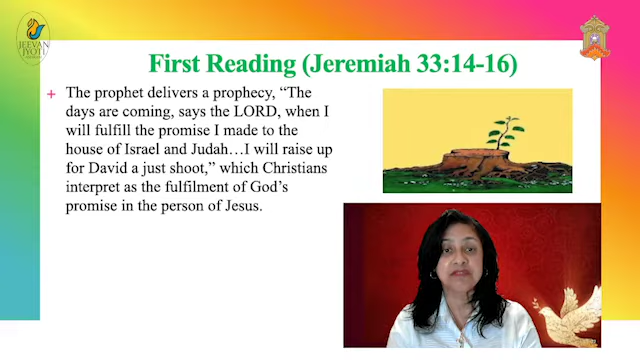 JEEVAN
JYOTI
First Reading (Jeremiah 33:14-16)
+ The prophet delivers a prophecy, “The
days are coming, says the LORD, when I
will fulfill the promise I made to the
house of Israel and Judah…I will raise up
for David a just shoot,” which Christians
interpret as the fulfilment of God’s
promise in the person of Jesus.